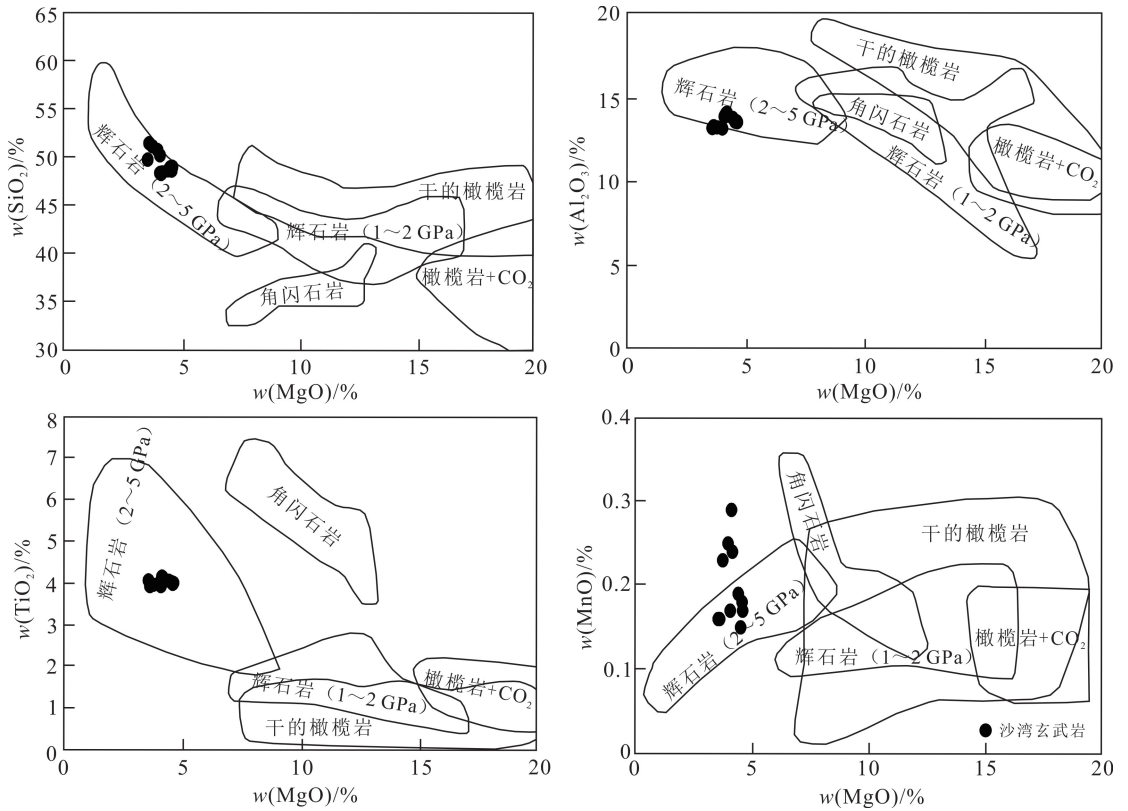 65
60
55
50
45
40
35
30
w(SiO₂)/%
辉石岩（2～5 GPa）
干的橄榄岩
辉石岩（1～2 GPa）
角闪石岩
橄榄岩+CO₂
0
5
10
15
20
w(MgO)/%
20
15
10
5
0
w(Al₂O₃)/%
干的橄榄岩
辉石岩（2～5 GPa）
角闪石岩
橄榄岩+CO₂
辉石岩（1～2 GPa）
0
5
10
15
20
w(MgO)/%
8
7
6
5
4
3
2
1
0
w(TiO₂)/%
辉石岩（2～5 GPa）
角闪石岩
辉石岩（1～2 GPa）
橄榄岩+CO₂
干的橄榄岩
0
5
10
15
20
w(MgO)/%
0.4
0.3
0.2
0.1
0
w(MnO)/%
角闪石岩
干的橄榄岩
辉石岩（2～5 GPa）
辉石岩（1～2 GPa）
橄榄岩+CO₂
沙湾玄武岩
0
5
10
15
20
w(MgO)/%